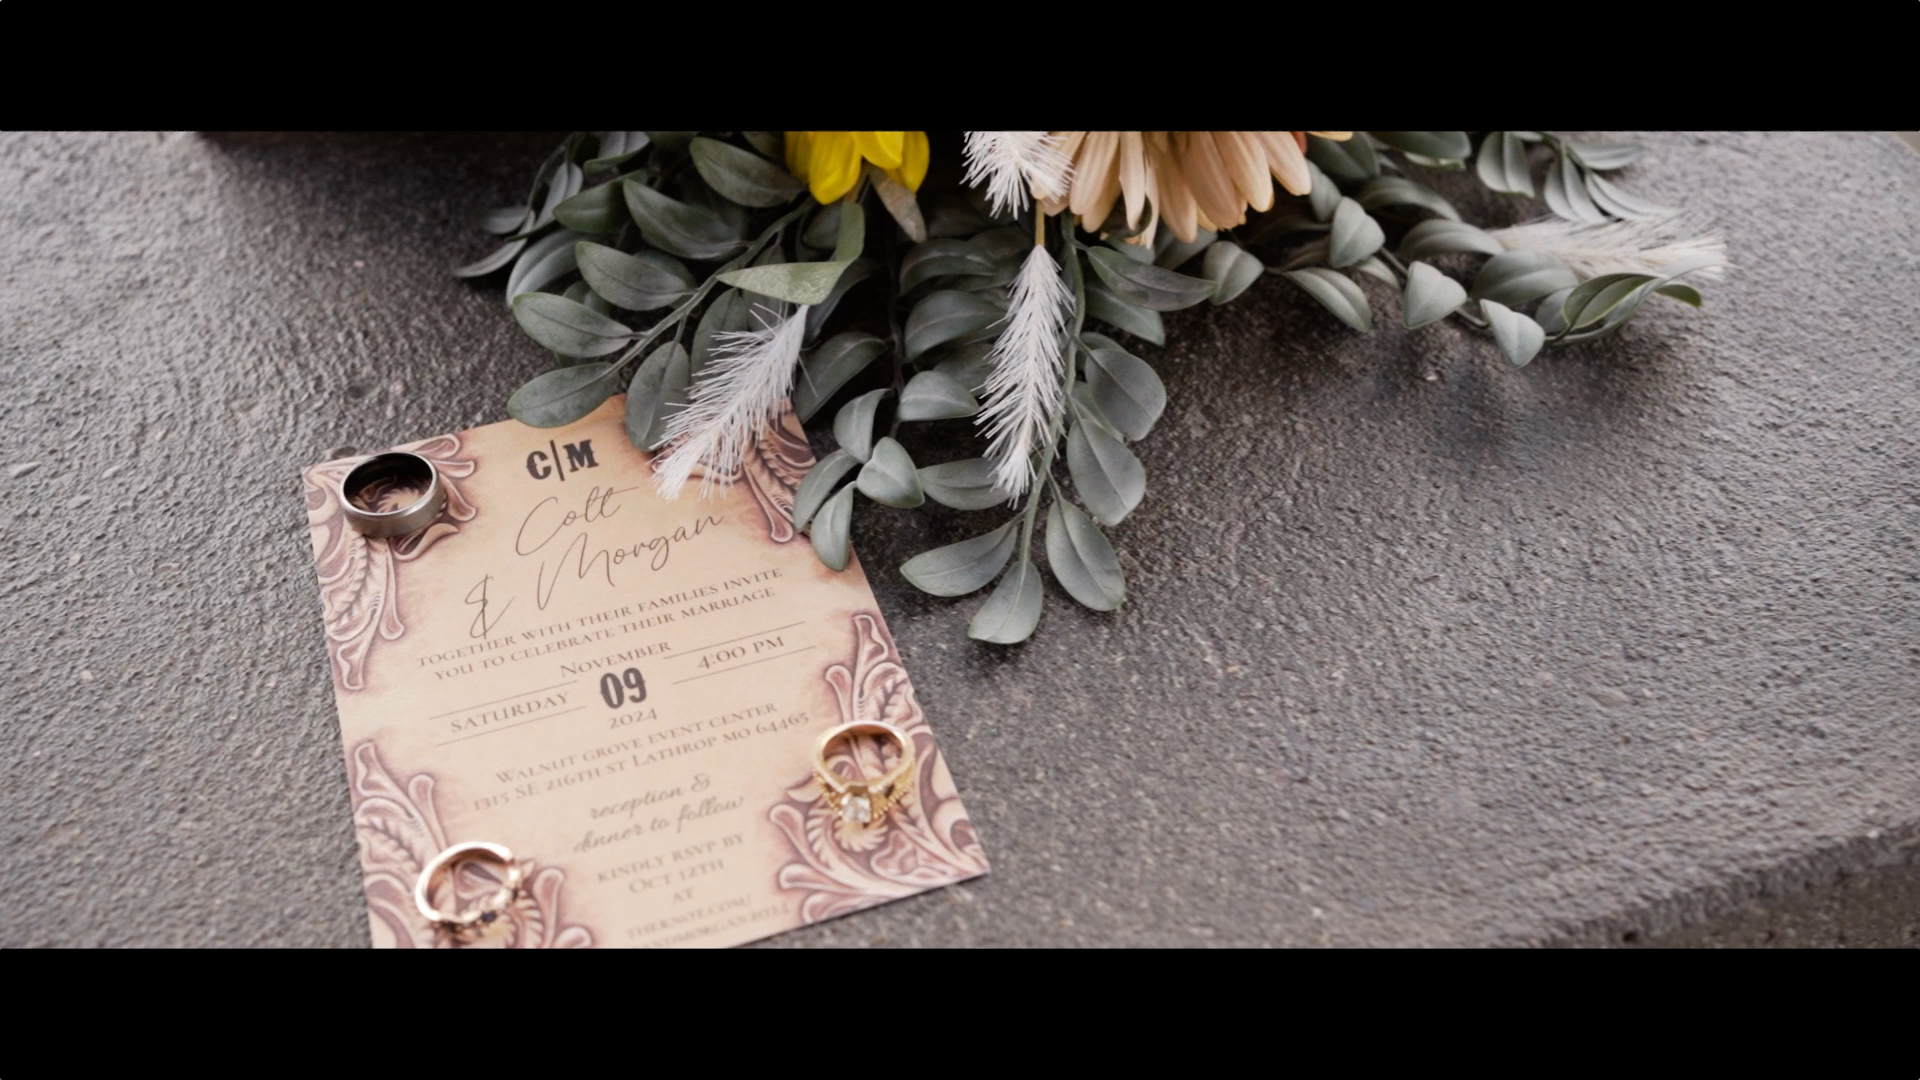 C|M
Colt
& Morgan
TOGETHER WITH THEIR FAMILIES INVITE
YOU TO CELEBRATE THEIR MARRIAGE
NOVEMBER
SATURDAY 09 4:00 PM
2024
WALNUT GROVE EVENT CENTER
1315 SE 216TH ST LATHROP MO 64465
reception &
dinner to follow
KINDLY RSVP BY
OCT 12TH
AT
THEKNOT.COM/